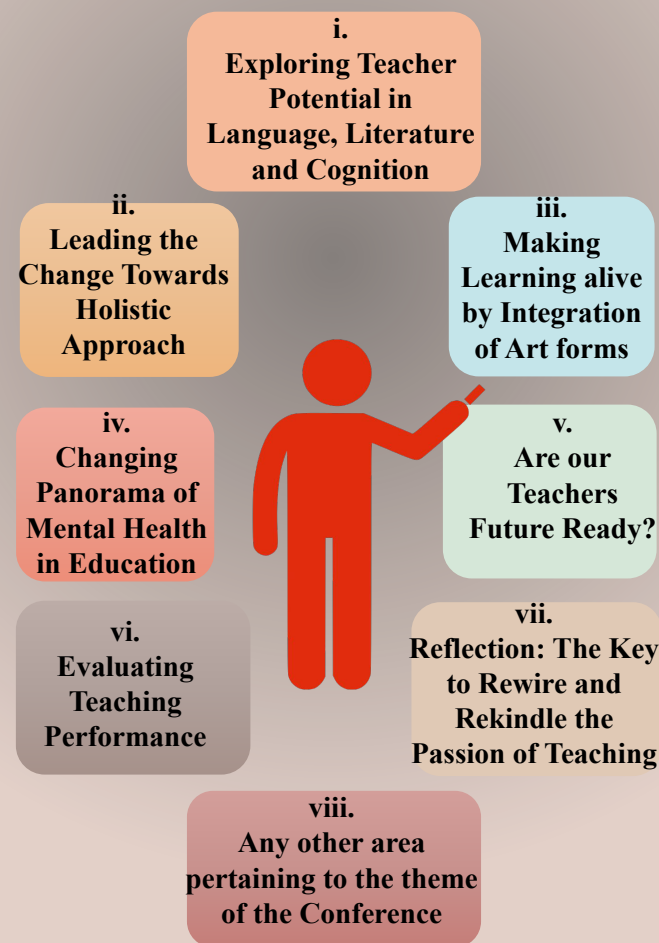 i.
Exploring Teacher
Potential in
Language, Literature
and Cognition
ii.
Leading the
Change Towards
Holistic
Approach
iii.
Making
Learning alive
by Integration
of Art forms
iv.
Changing
Panorama of
Mental Health
in Education
v.
Are our
Teachers
Future Ready?
vi.
Evaluating
Teaching
Performance
vii.
Reflection: The Key
to Rewire and
Rekindle the
Passion of Teaching
viii.
Any other area
pertaining to the theme
of the Conference